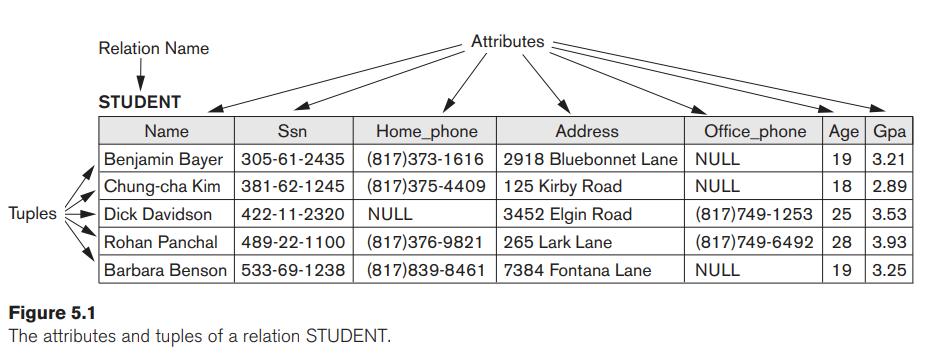 Attributes
Relation Name
STUDENT
Name Ssn Home_phone Address Office_phone Age Gpa
Benjamin Bayer 305-61-2435 (817)373-1616 2918 Bluebonnet Lane NULL 19 3.21
Chung-cha Kim 381-62-1245 (817)375-4409 125 Kirby Road NULL 18 2.89
Tuples Dick Davidson 422-11-2320 NULL 3452 Elgin Road (817)749-1253 25 3.53
Rohan Panchal 489-22-1100 (817)376-9821 265 Lark Lane (817)749-6492 28 3.93
Barbara Benson 533-69-1238 (817)839-8461 7384 Fontana Lane NULL 19 3.25
Figure 5.1
The attributes and tuples of a relation STUDENT.